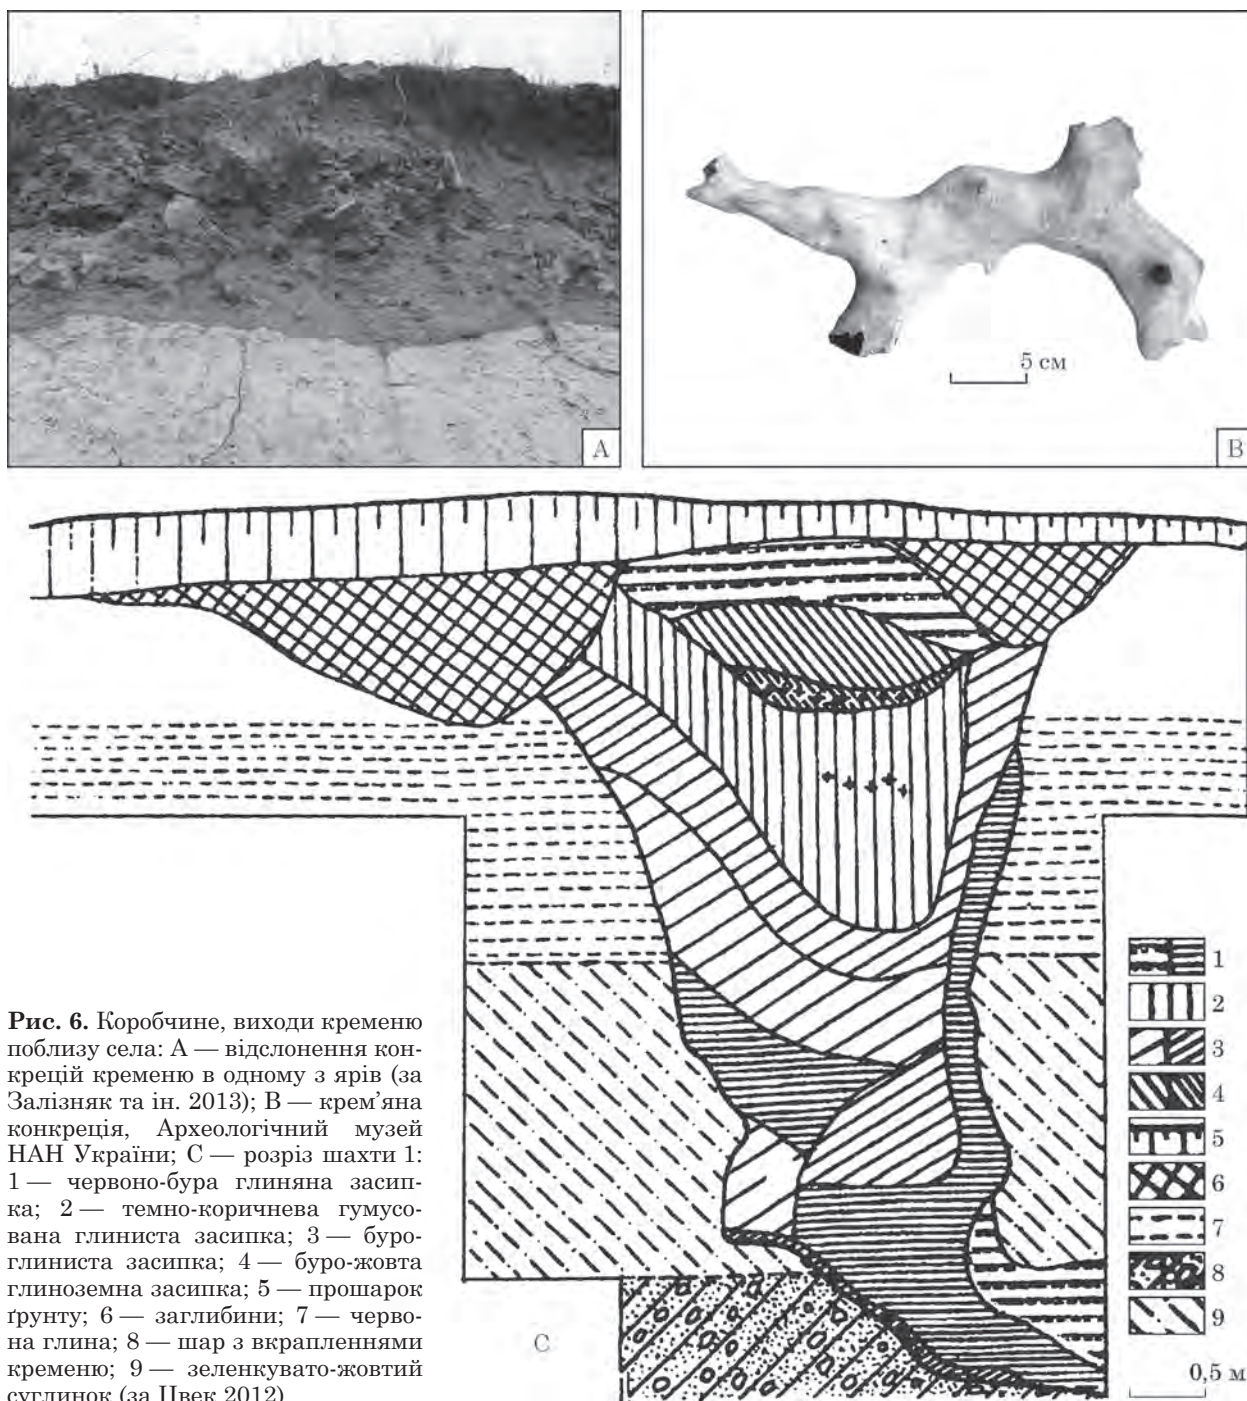 A
5 см
B
Рис. 6. Коробчине, виходи кременю
поблизу села: А — відслонення кон-
крецій кременю в одному з ярів (за
Залізняк та ін. 2013); В — крем’яна
конкреція, Археологічний музей
НАН України; С — розріз шахти 1:
1 — червоно-бура глиняна засип-
ка; 2 — темно-коричнева гумусо-
вана глиниста засипка; 3 — буро-
глиниста засипка; 4 — буро-жовта
глиноземна засипка; 5 — прошарок
ґрунту; 6 — заглибини; 7 — черво-
на глина; 8 — шар з вкрапленнями
кременю; 9 — зеленкувато-жовтий
суглинок (за Цвек 2012)
C
1
2
3
4
5
6
7
8
9
0,5 м